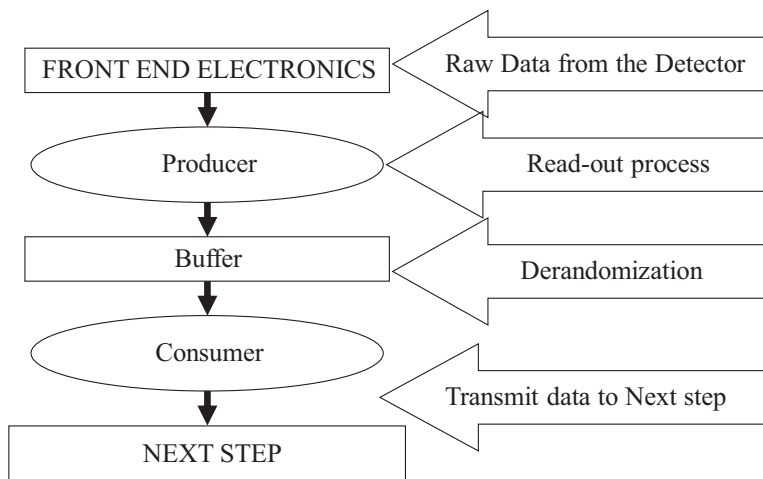 FRONT END ELECTRONICS
Raw Data from the Detector
Producer
Read-out process
Buffer
Derandomization
Consumer
Transmit data to Next step
NEXT STEP